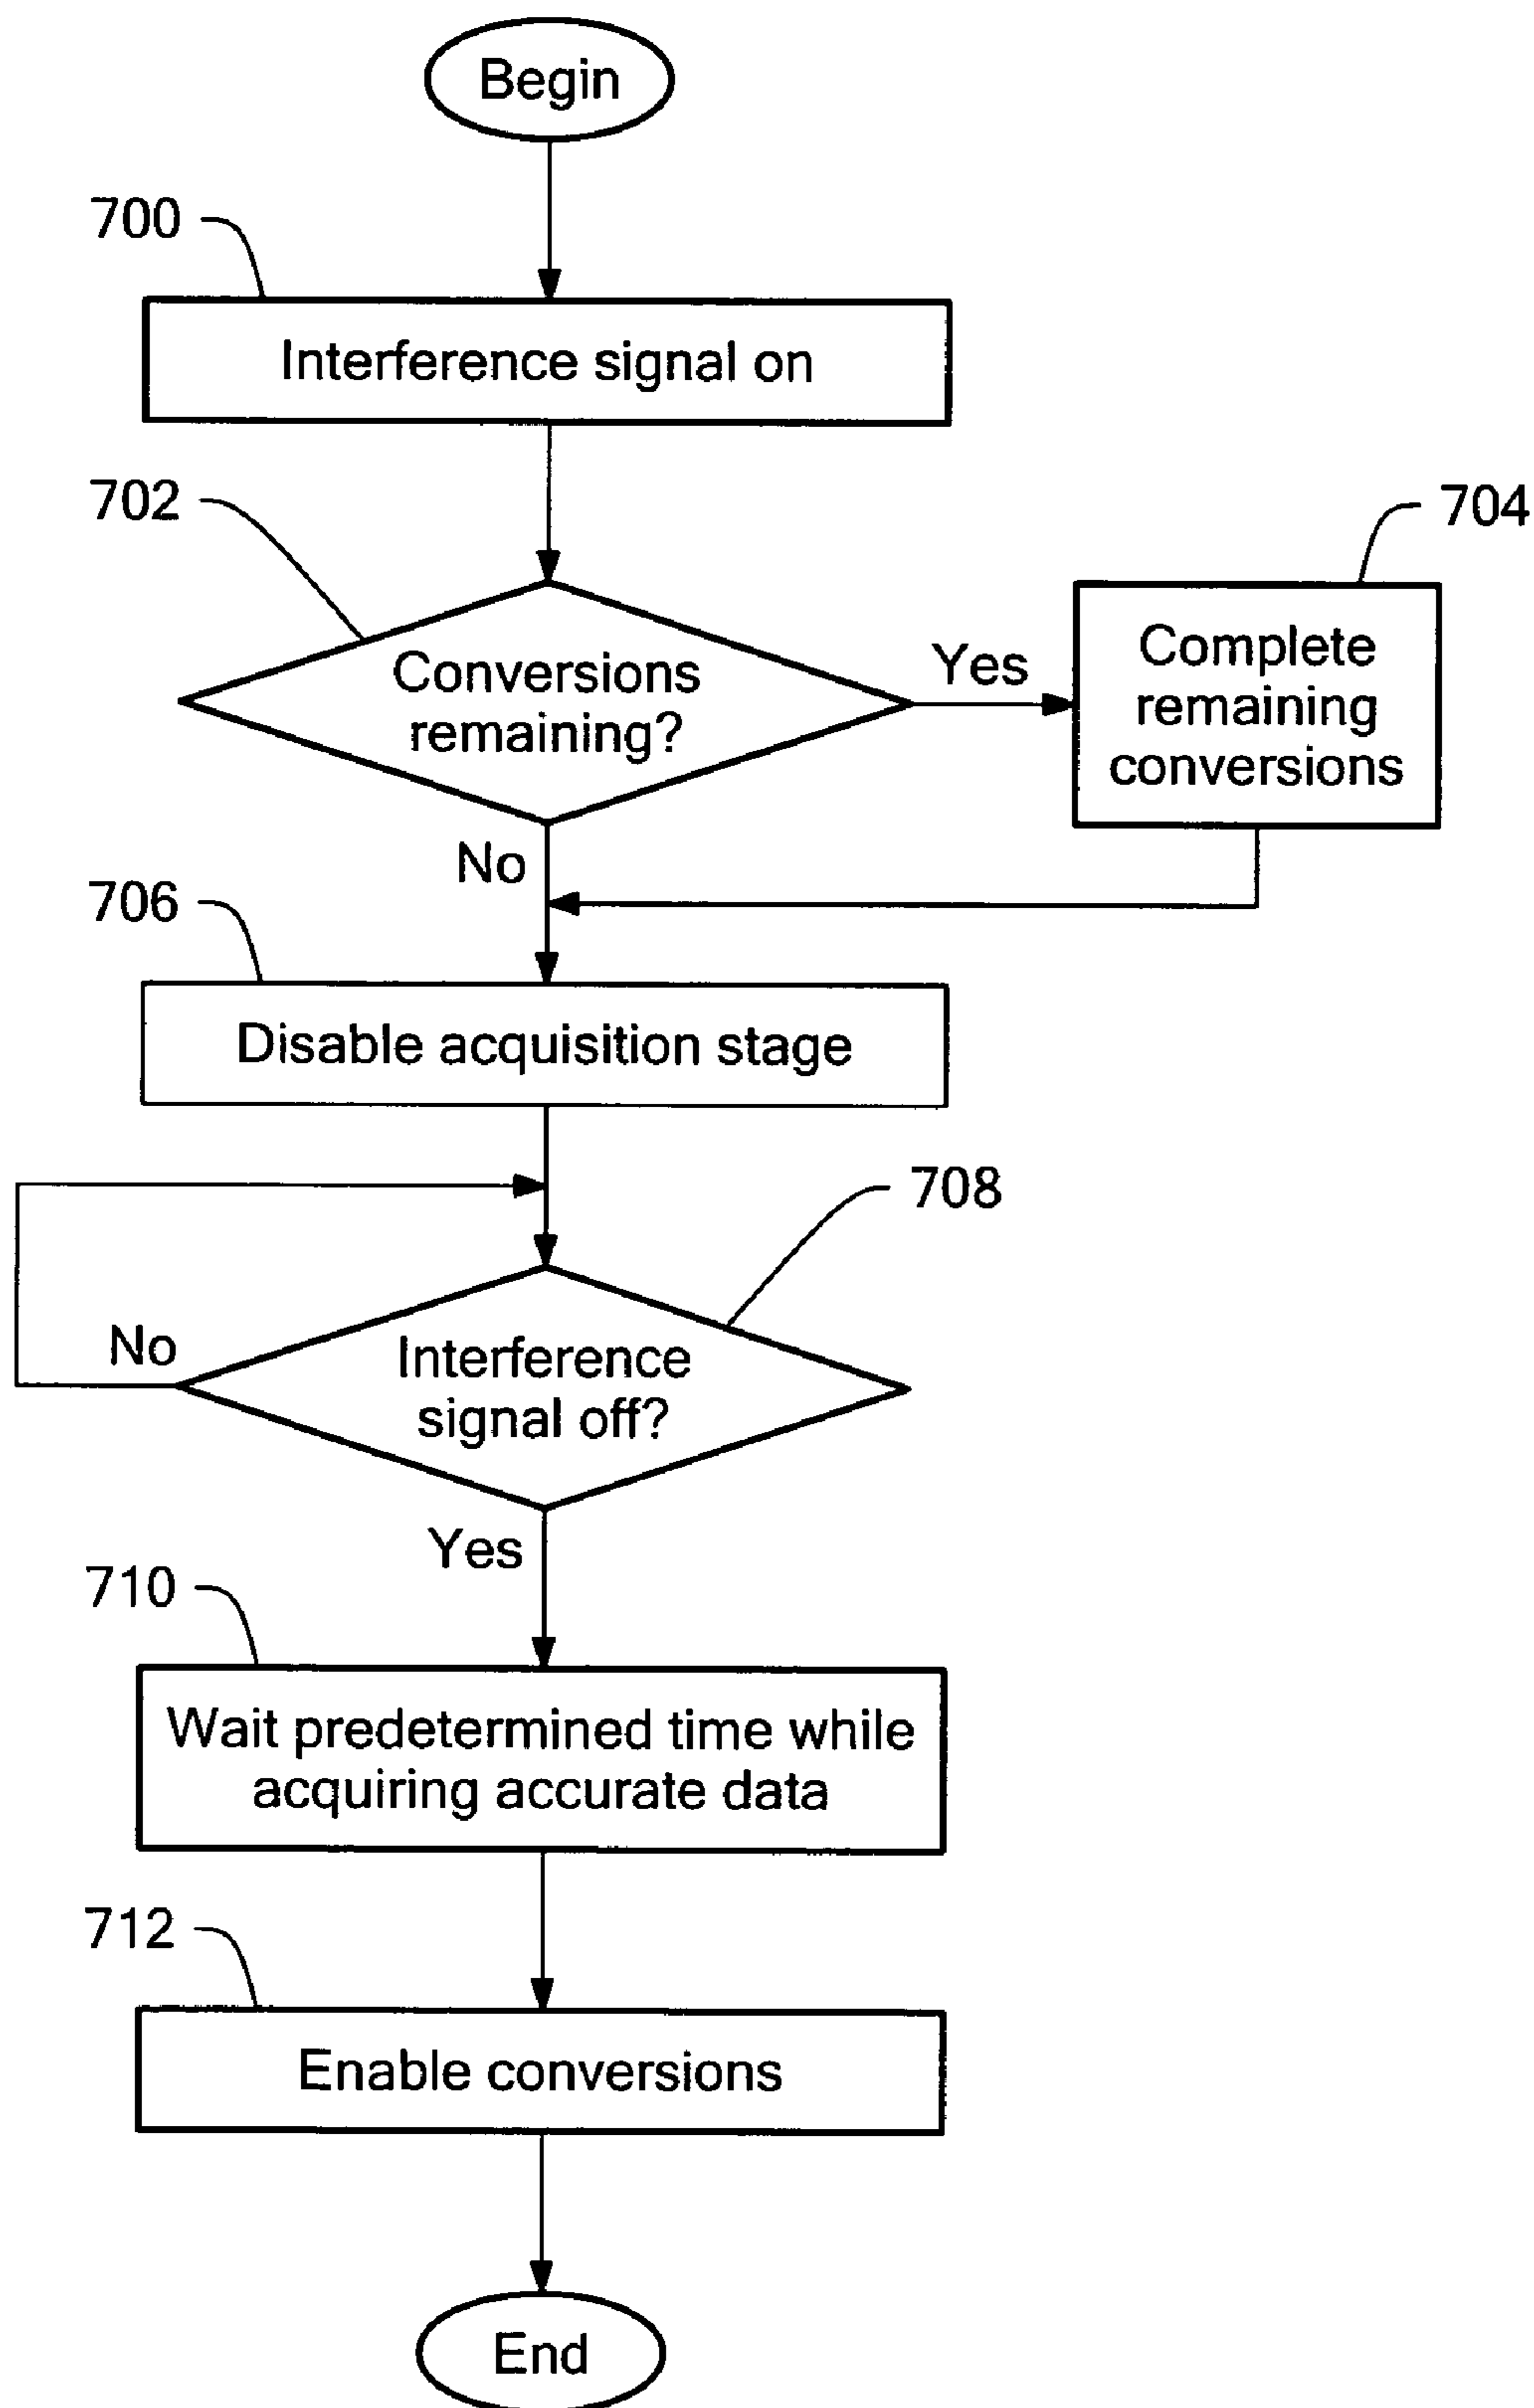 Begin
700
Interference signal on
702
704
Conversions
remaining?
Yes
Complete
remaining
conversions
No
706
Disable acquisition stage
708
No
Interference
signal off?
Yes
710
Wait predetermined time while
acquiring accurate data
712
Enable conversions
End